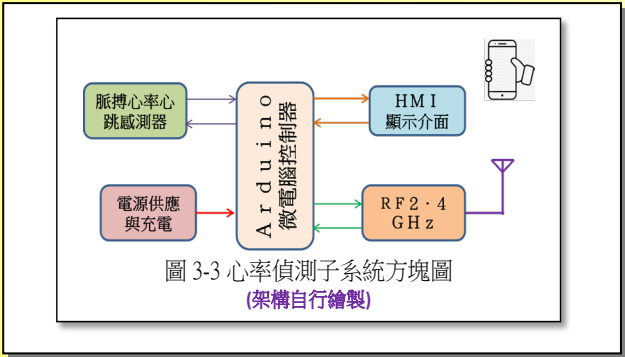 脈搏心率心
跳感測器
Arduino
微電腦控制器
HMI
顯示介面
電源供應
與充電
RF2.4
GHz
圖 3-3 心率偵測子系統方塊圖
(架構自行繪製)